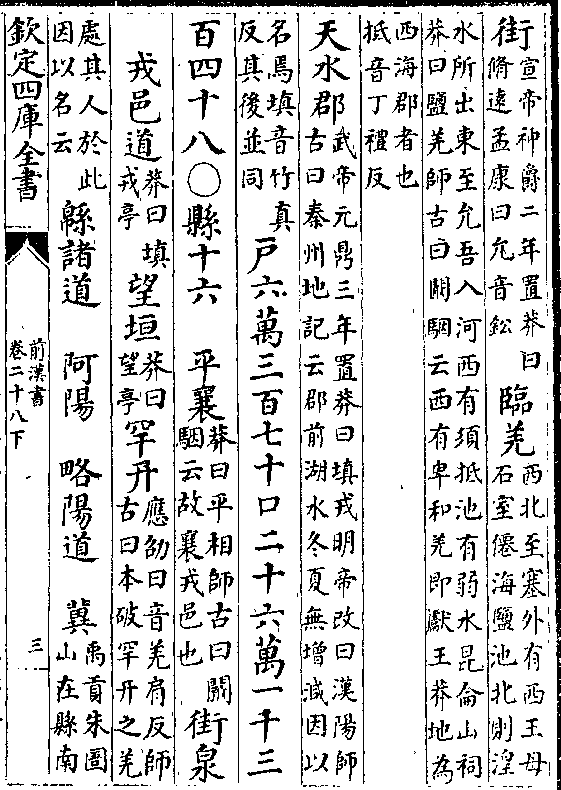 街宣帝神爵二年置莽曰
脩遠孟康曰允音鈆
臨羌西北至塞外有西王母
石室僊海鹽池北則湟
水所出東至允吾入河西有須抵池有弱水昆侖山祠
莽曰鹽羌師古曰闞駰云西有卑和羌即獻王莽地為
西海郡者也
抵音丁禮反
天水郡武帝元鼎三年置莽曰填戎明帝改曰漢陽師
古曰秦州地記云郡前湖水冬夏無增減因以
名焉填音竹真
反其後並同
戶六萬三百七十口二十六萬一千三
百四十八○縣十六 平襄莽曰平相師古曰闞
駰云故襄戎邑也
街泉
戎邑道莽曰填
戎亭
望垣莽曰
望亭
罕幵應劭曰音羌肩反師
古曰本破罕幵之羌
處其人於此
因以名云
緜諸道 阿陽 略陽道 冀禹貢朱圄
山在縣南
欽定四庫全書
前漢書
卷二十八下
三